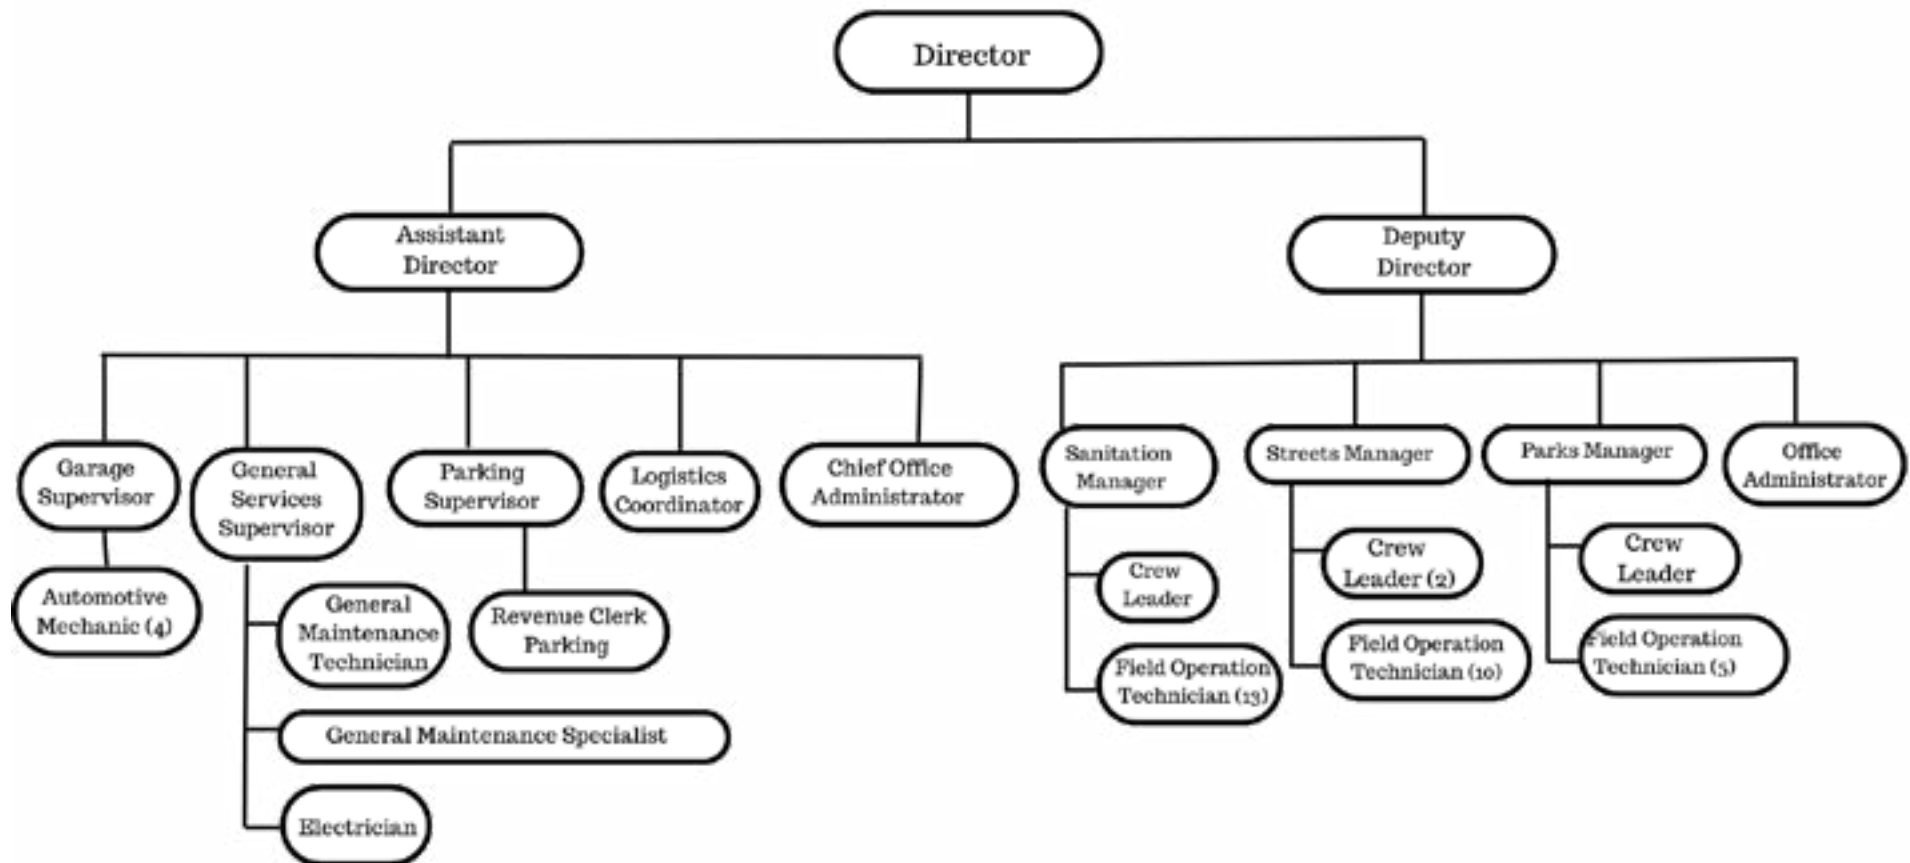 Director
Assistant
Director
Deputy
Director
Garage
Supervisor
General
Services
Supervisor
Parking
Supervisor
Logistics
Coordinator
Chief Office
Administrator
Sanitation
Manager
Streets Manager
Parks Manager
Office
Administrator
Automotive
Mechanic (4)
General
Maintenance
Technician
General Maintenance Specialist
Electrician
Revenue Clerk
Parking
Crew
Leader
Field Operation
Technician (13)
Crew
Leader (2)
Field Operation
Technician (10)
Crew
Leader
Field Operation
Technician (5)